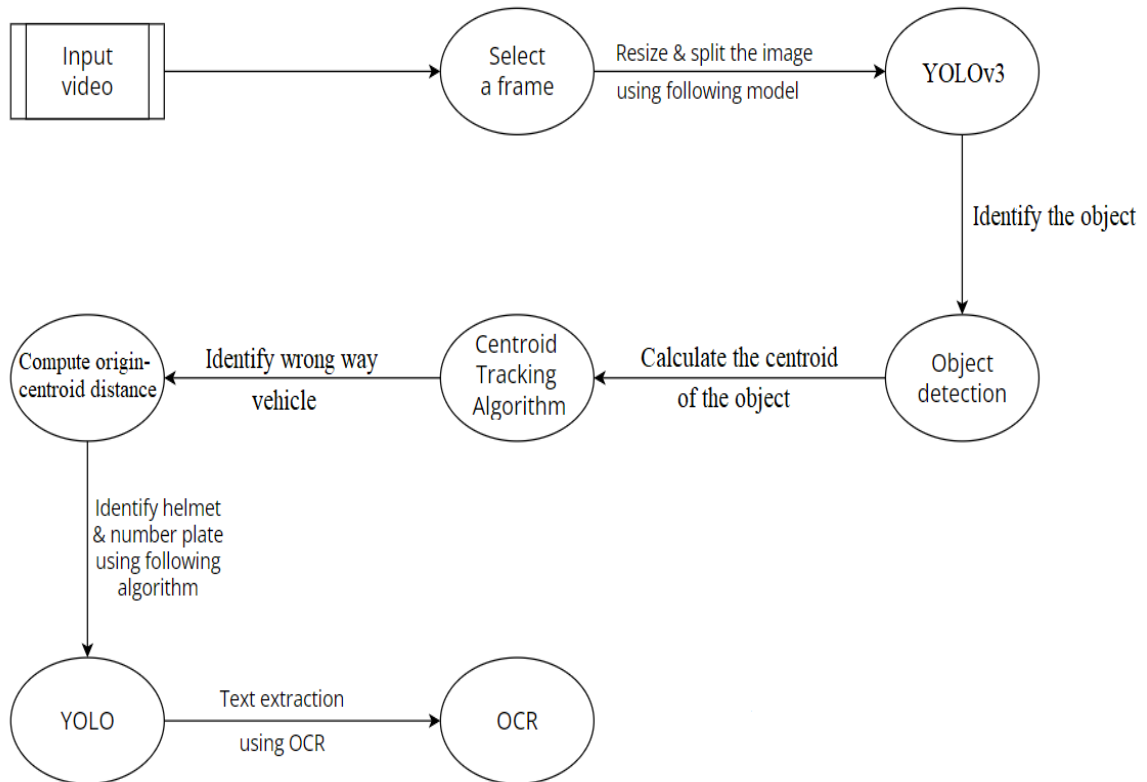 Input
video
Select
a frame
Resize & split the image
using following model
YOLOv3
Identify the object
Object
detection
Calculate the centroid
of the object
Centroid
Tracking
Algorithm
Identify wrong way
vehicle
Compute origin-
centroid distance
Identify helmet
& number plate
using following
algorithm
YOLO
Text extraction
using OCR
OCR